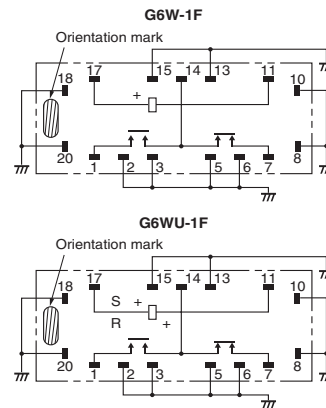 G6W-1F
Orientation mark
18 17 15 14 13 11 10
+
20 1 2 3 5 6 7 8
G6WU-1F
Orientation mark
18 17 15 14 13 11 10
S +
R +
20 1 2 3 5 6 7 8